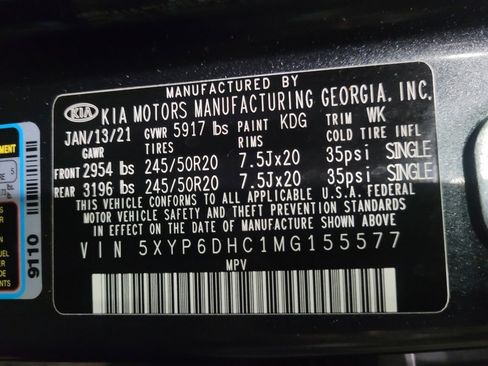 MANUFACTURED BY
KIA KIA MOTORS MANUFACTURING GEORGIA, INC.
JAN/13/21 GVWR 5917 lbs PAINT KDG TRIM WK
GAWR TIRES RIMS COLD TIRE INFL
FRONT 2954 lbs 245/50R20 7.5Jx20 35psi SINGLE
REAR 3196 lbs 245/50R20 7.5Jx20 35psi SINGLE
THIS VEHICLE CONFORMS TO ALL APPLICABLE U.S.A. FEDERAL
MOTOR VEHICLE SAFETY AND THEFT PREVENTION STANDARDS
IN EFFECT ON THE DATE OF MANUFACTURE SHOWN ABOVE.
VIN 5XYP6DHC1MG155577
MPV
9110